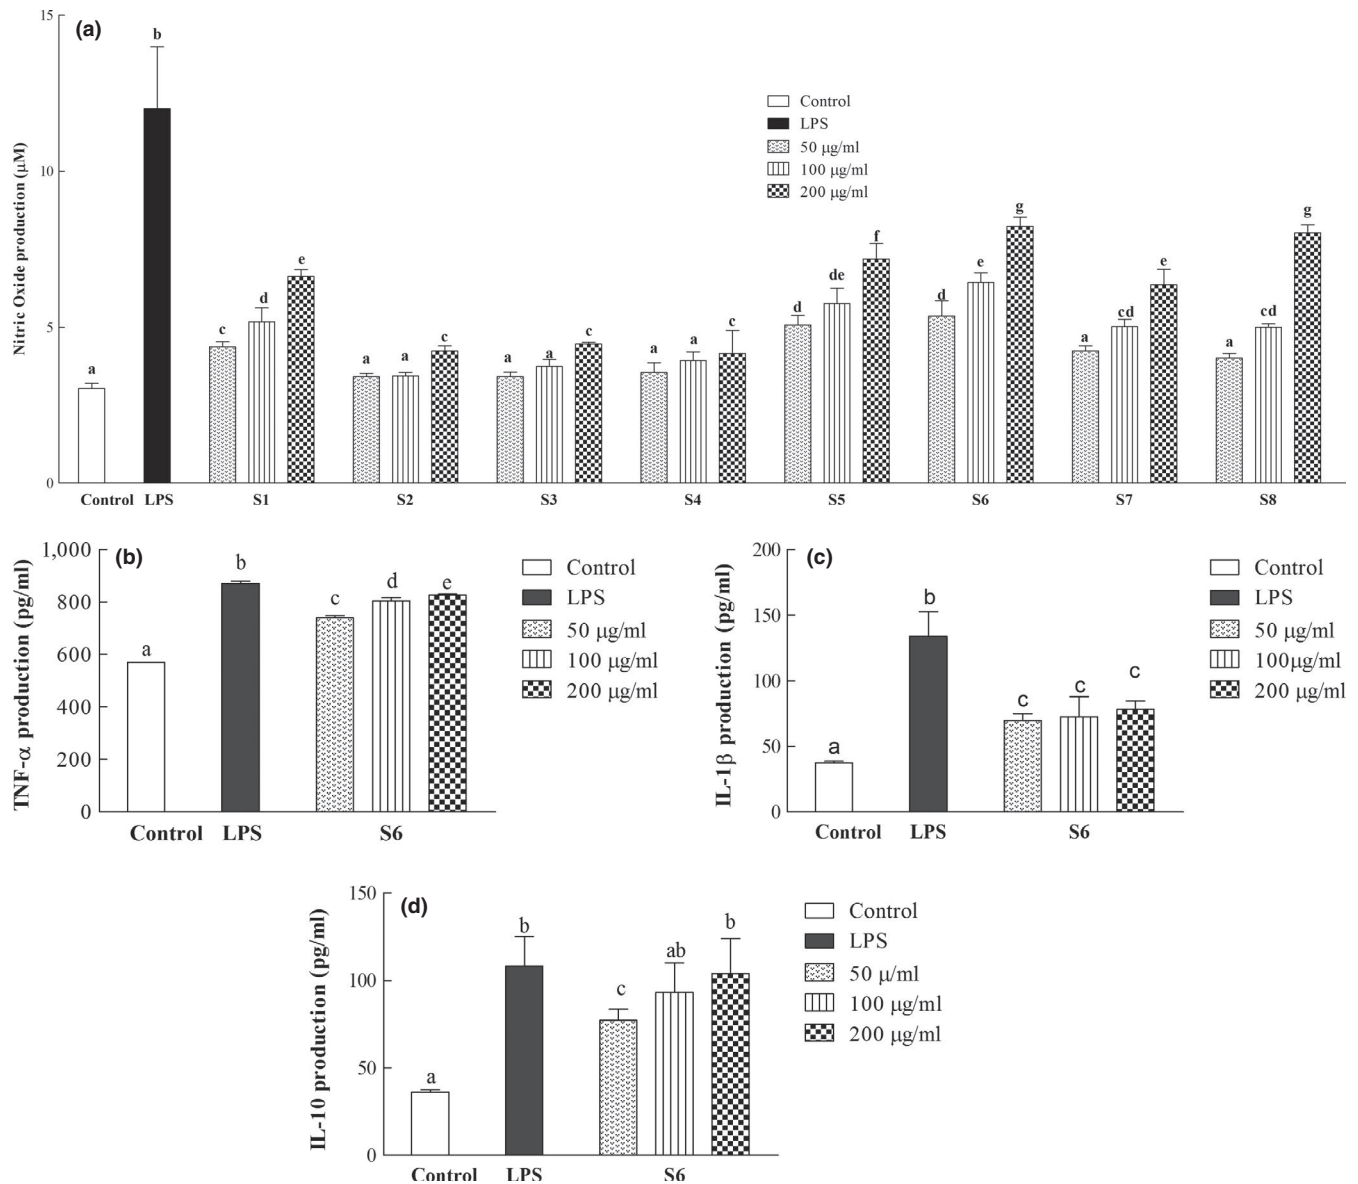 (a)
Nitric Oxide production (μM)
15
10
5
0
a
b
c
d
e
a
a
c
a
a
c
a
a
c
d
de
f
d
e
g
a
cd
e
a
cd
g
Control
LPS
50 μg/ml
100 μg/ml
200 μg/ml
Control LPS S1 S2 S3 S4 S5 S6 S7 S8
(b)
TNF-α production (pg/ml)
1,000
800
600
400
200
0
a
b
c
d
e
Control
LPS
50 μg/ml
100 μg/ml
200 μg/ml
Control LPS S6
(c)
IL-1β production (pg/ml)
200
150
100
50
0
a
b
c
c
c
Control
LPS
50 μg/ml
100μg/ml
200 μg/ml
Control LPS S6
(d)
IL-10 production (pg/ml)
150
100
50
0
a
b
c
ab
b
Control
LPS
50 μ/ml
100 μg/ml
200 μg/ml
Control LPS S6